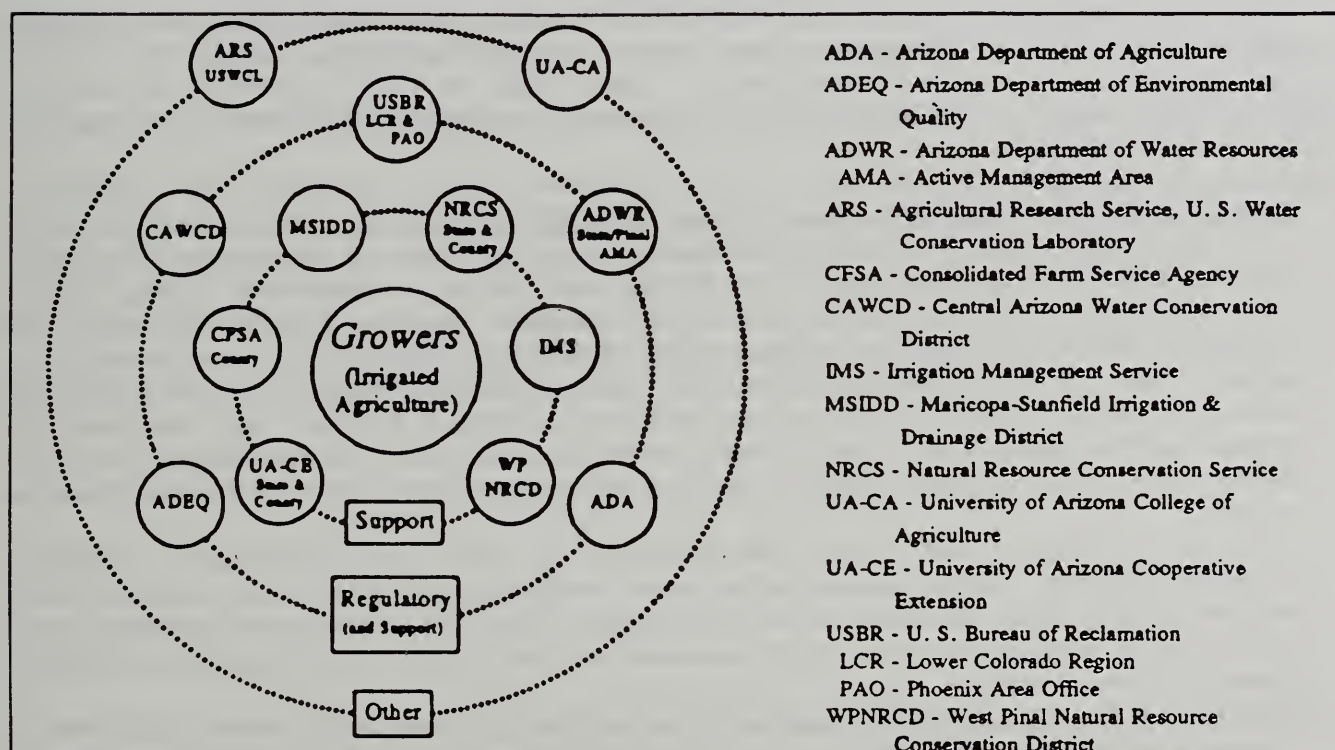 ARS
USWCL
UA-CA
USBR
LCR &
PAO
CAWCD
MSIDD
NRCS
State &
County
ADWR
State/Pinal
AMA
CFSA
County
Growers
(Irrigated
Agriculture)
IMS
UA-CE
State &
County
WP
NRCD
ADEQ
ADA
Support
Regulatory
(and Support)
Other
ADA - Arizona Department of Agriculture
ADEQ - Arizona Department of Environmental
Quality
ADWR - Arizona Department of Water Resources
AMA - Active Management Area
ARS - Agricultural Research Service, U. S. Water
Conservation Laboratory
CFSA - Consolidated Farm Service Agency
CAWCD - Central Arizona Water Conservation
District
IMS - Irrigation Management Service
MSIDD - Maricopa-Stanfield Irrigation &
Drainage District
NRCS - Natural Resource Conservation Service
UA-CA - University of Arizona College of
Agriculture
UA-CE - University of Arizona Cooperative
Extension
USBR - U. S. Bureau of Reclamation
LCR - Lower Colorado Region
PAO - Phoenix Area Office
WPNRCD - West Pinal Natural Resource
Conservation District